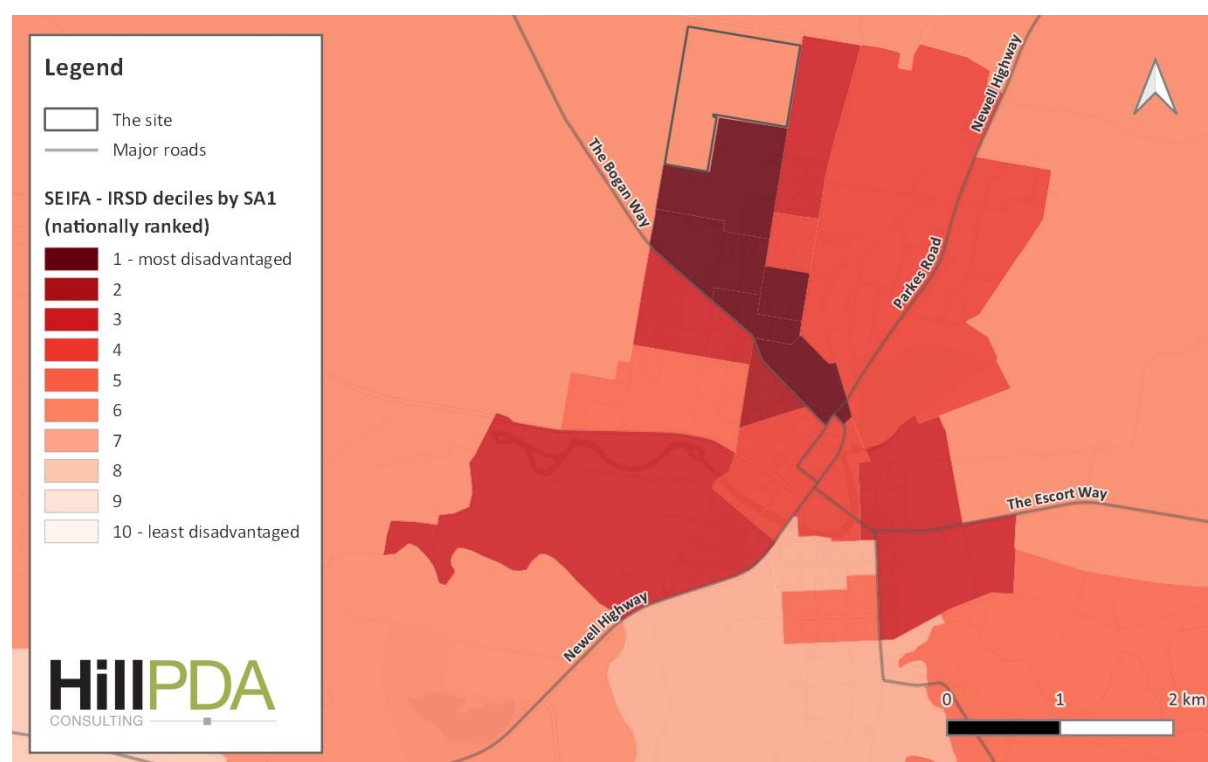 Legend
The site
Major roads
SEIFA - IRSD deciles by SA1
(nationally ranked)
1 - most disadvantaged
2
3
4
5
6
7
8
9
10 - least disadvantaged
HillPDA
CONSULTING
The Bogan Way
Newell Highway
Parkes Road
The Escort Way
Newell Highway
0 1 2 km